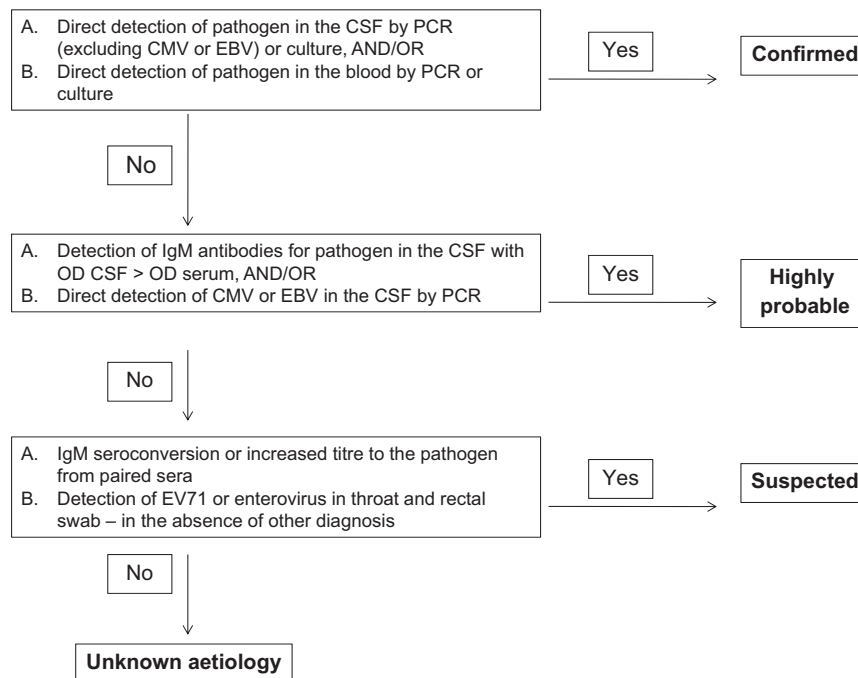 A. Direct detection of pathogen in the CSF by PCR
(excluding CMV or EBV) or culture, AND/OR
B. Direct detection of pathogen in the blood by PCR or
culture
Yes
Confirmed
No
A. Detection of IgM antibodies for pathogen in the CSF with
OD CSF > OD serum, AND/OR
B. Direct detection of CMV or EBV in the CSF by PCR
Yes
Highly
probable
No
A. IgM seroconversion or increased titre to the pathogen
from paired sera
B. Detection of EV71 or enterovirus in throat and rectal
swab – in the absence of other diagnosis
Yes
Suspected
No
Unknown aetiology